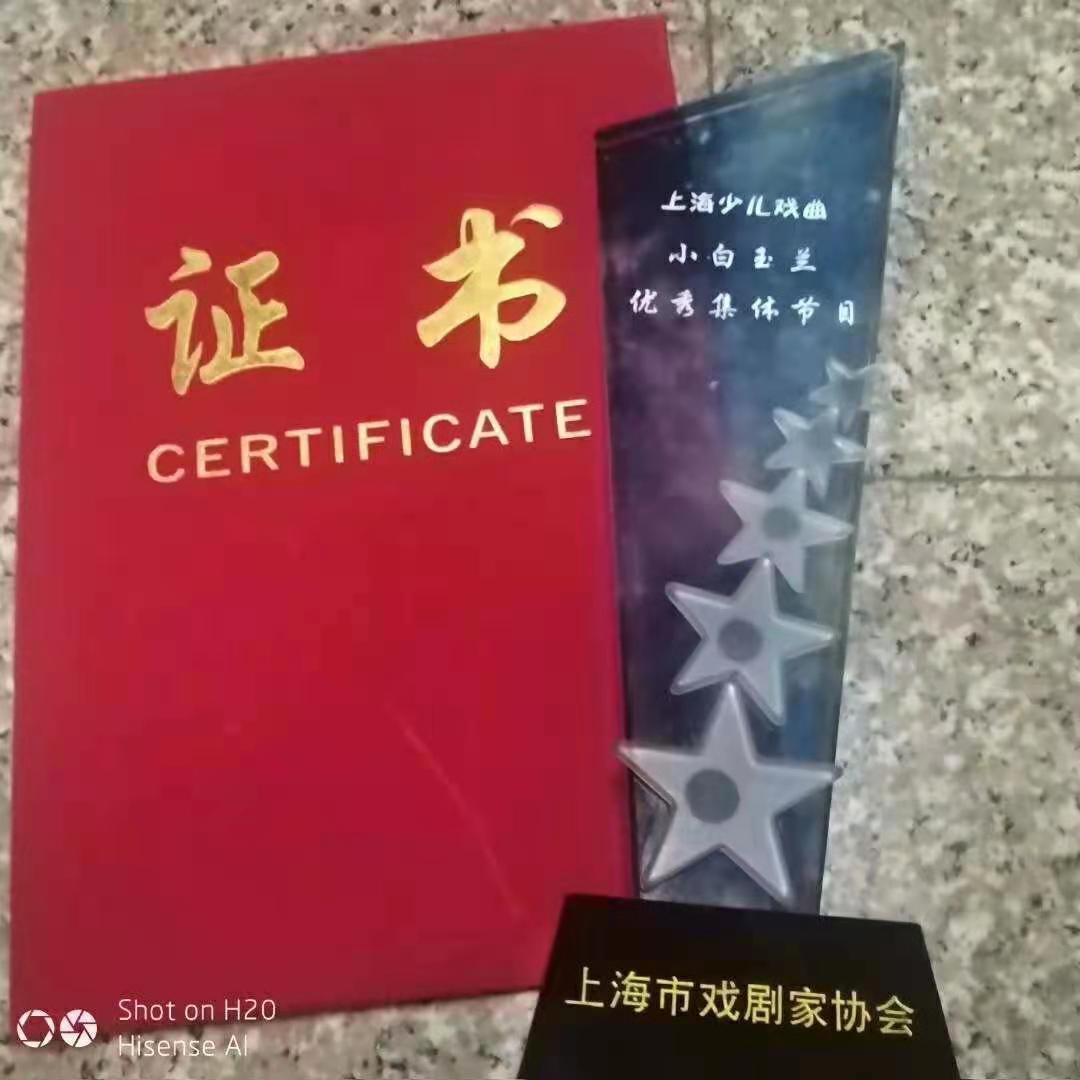 证书
CERTIFICATE
上海少儿戏曲
小白玉兰
优秀集体节目
上海市戏剧家协会
Shot on H20
Hisense AI